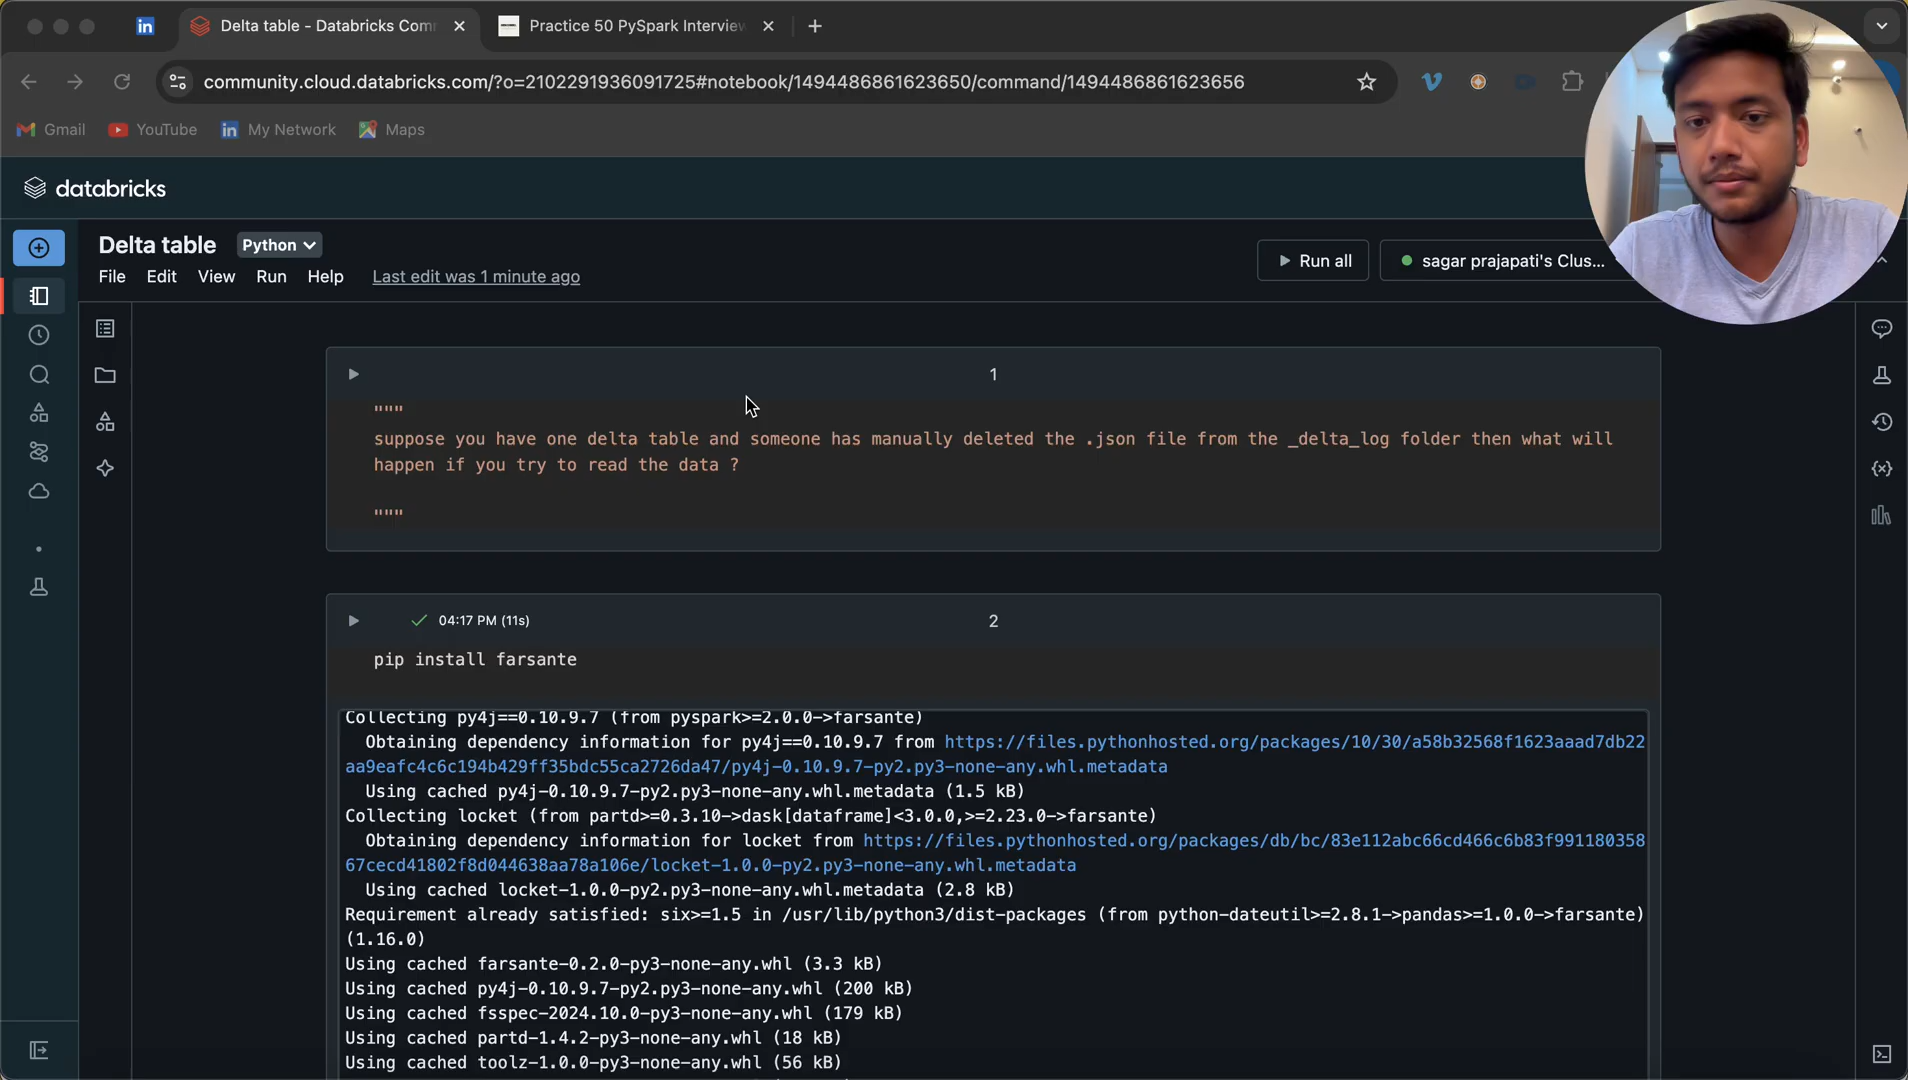 Delta table - Databricks Com
Practice 50 PySpark Interview
community.cloud.databricks.com/?o=2102291936091725#notebook/1494486861623650/command/1494486861623656
Gmail
YouTube
My Network
Maps
databricks
Delta table
Python
File
Edit
View
Run
Help
Last edit was 1 minute ago
Run all
sagar prajapati's Clus...
1
"""
suppose you have one delta table and someone has manually deleted the .json file from the _delta_log folder then what will
happen if you try to read the data ?
"""
04:17 PM (11s)
2
pip install farsante
Collecting py4j==0.10.9.7 (from pyspark>=2.0.0->farsante)
Obtaining dependency information for py4j==0.10.9.7 from https://files.pythonhosted.org/packages/10/30/a58b32568f1623aaad7db22
aa9eafc4c6c194b429ff35bdc55ca2726da47/py4j-0.10.9.7-py2.py3-none-any.whl.metadata
Using cached py4j-0.10.9.7-py2.py3-none-any.whl.metadata (1.5 kB)
Collecting locket (from partd>=0.3.10->dask[dataframe]<3.0.0,>=2.23.0->farsante)
Obtaining dependency information for locket from https://files.pythonhosted.org/packages/db/bc/83e112abc66cd466c6b83f991180358
67cecd41802f8d044638aa78a106e/locket-1.0.0-py2.py3-none-any.whl.metadata
Using cached locket-1.0.0-py2.py3-none-any.whl.metadata (2.8 kB)
Requirement already satisfied: six>=1.5 in /usr/lib/python3/dist-packages (from python-dateutil>=2.8.1->pandas>=1.0.0->farsante)
(1.16.0)
Using cached farsante-0.2.0-py3-none-any.whl (3.3 kB)
Using cached py4j-0.10.9.7-py2.py3-none-any.whl (200 kB)
Using cached fsspec-2024.10.0-py3-none-any.whl (179 kB)
Using cached partd-1.4.2-py3-none-any.whl (18 kB)
Using cached toolz-1.0.0-py3-none-any.whl (56 kB)